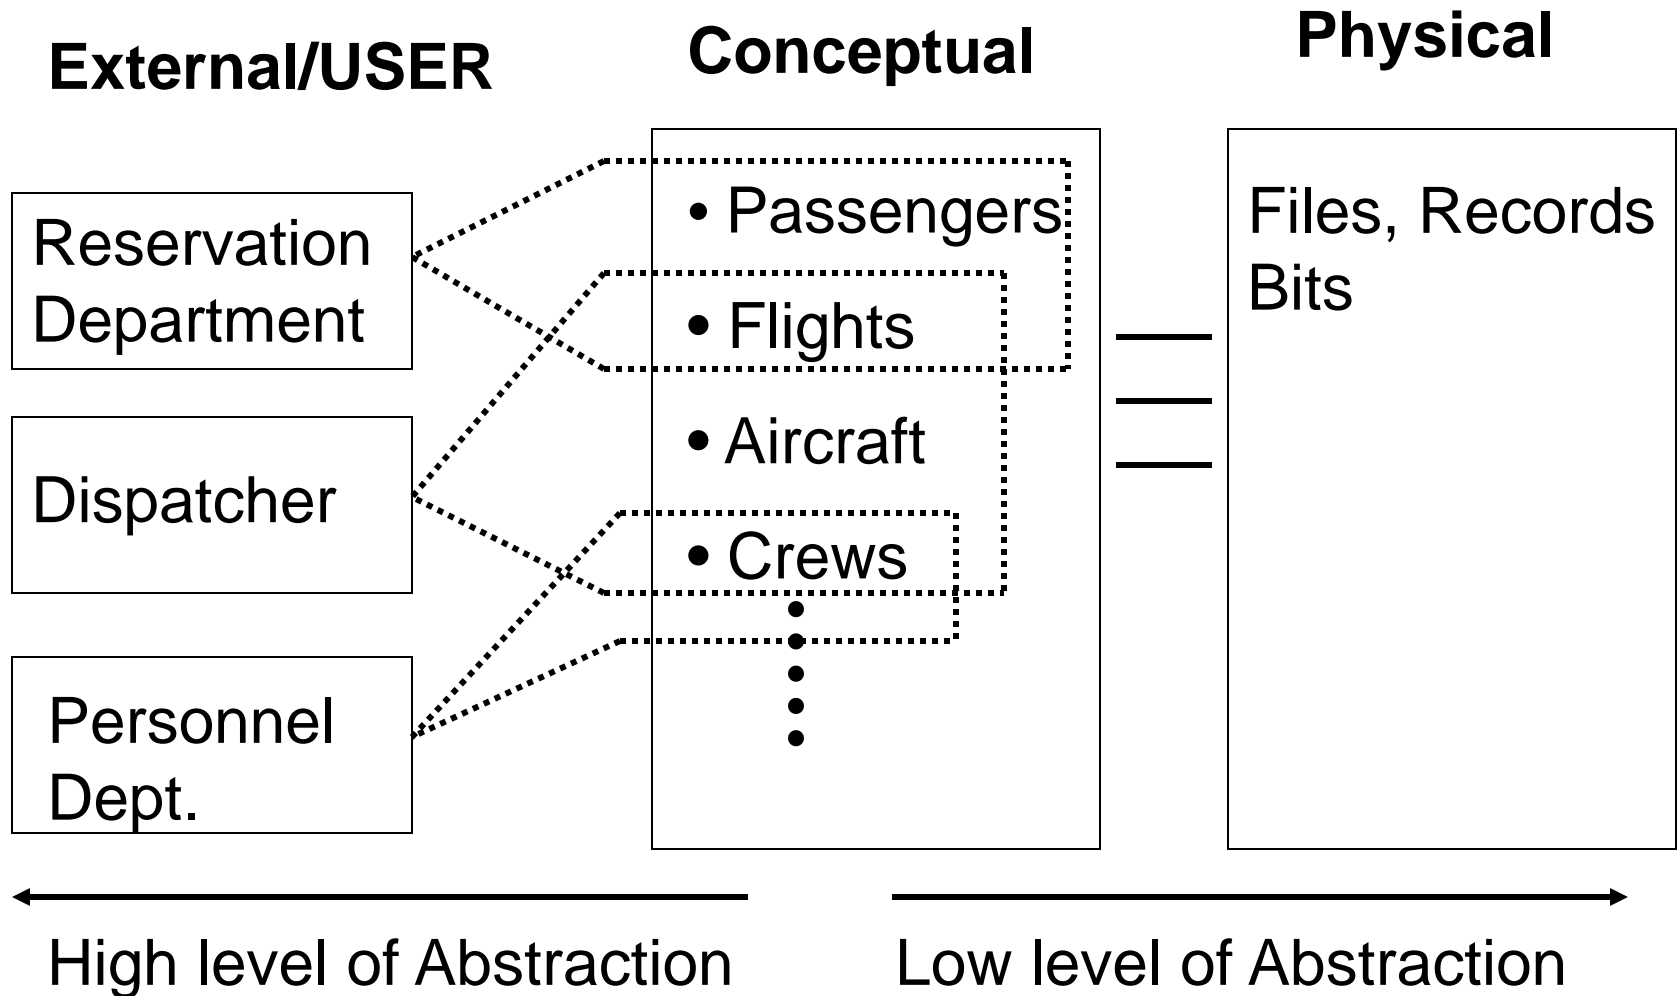 External/USER
Conceptual
Physical
Reservation
Department
Dispatcher
Personnel
Dept.
• Passengers
• Flights
• Aircraft
• Crews
Files, Records
Bits
High level of Abstraction
Low level of Abstraction